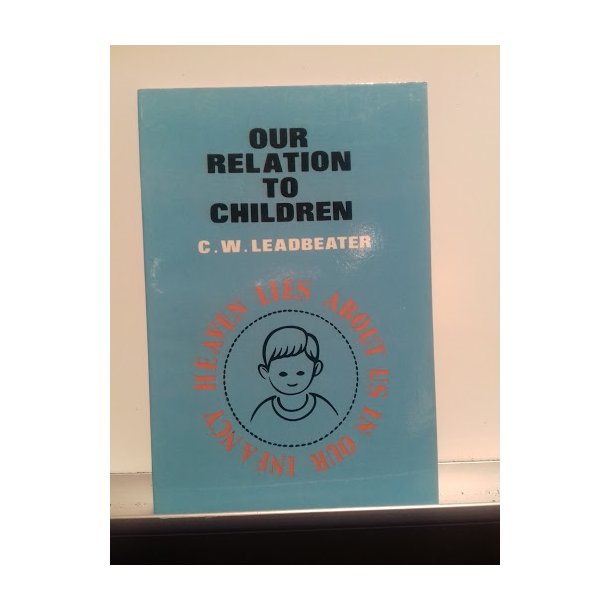 OUR
RELATION
TO
CHILDREN
C.W. LEADBEATER
HEAVEN LIES ABOUT US IN OUR INFANCY